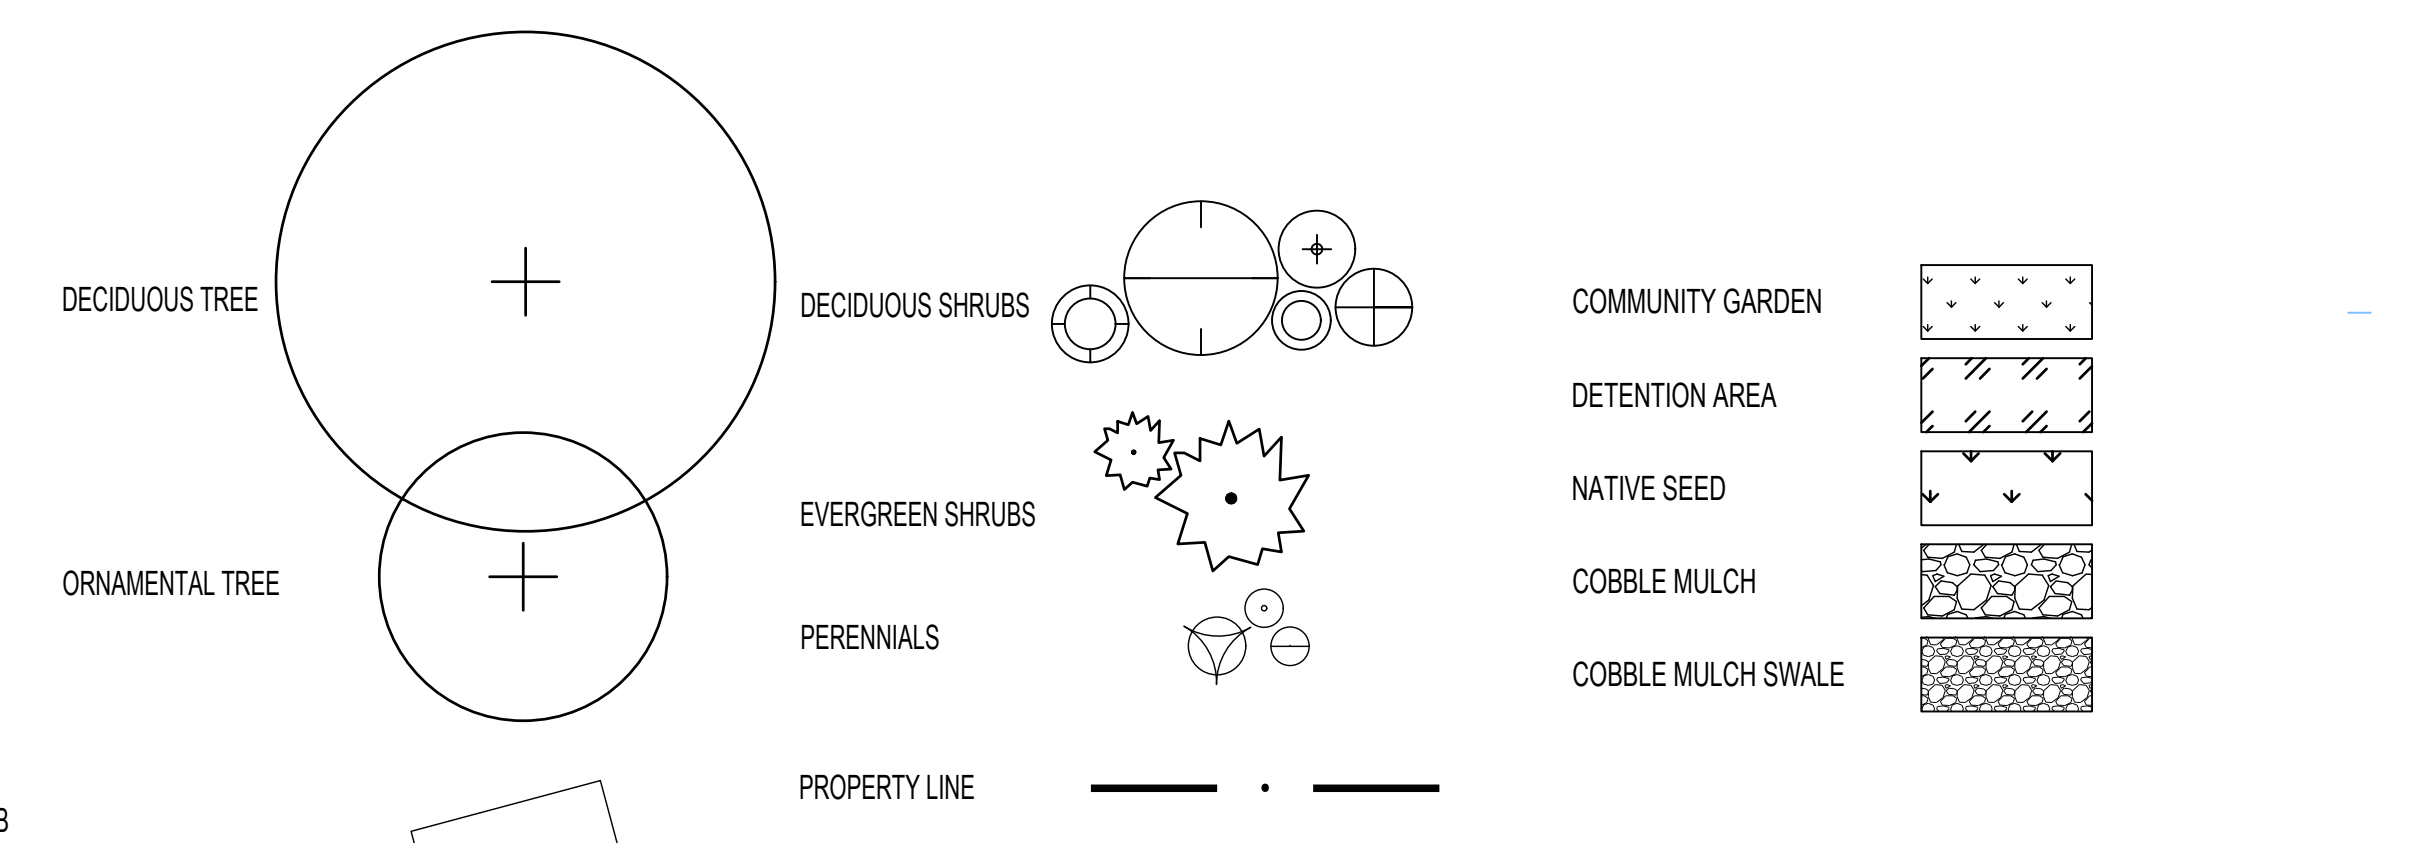 DECIDUOUS TREE
ORNAMENTAL TREE
DECIDUOUS SHRUBS
EVERGREEN SHRUBS
PERENNIALS
PROPERTY LINE
COMMUNITY GARDEN
DETENTION AREA
NATIVE SEED
COBBLE MULCH
COBBLE MULCH SWALE